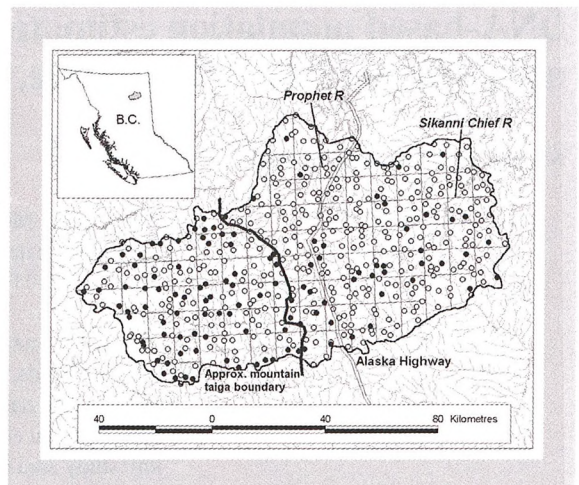 B.C.
Prophet R
Sikanni Chief R
Alaska Highway
Approx. mountain
taiga boundary
40 0 40 80 Kilometres